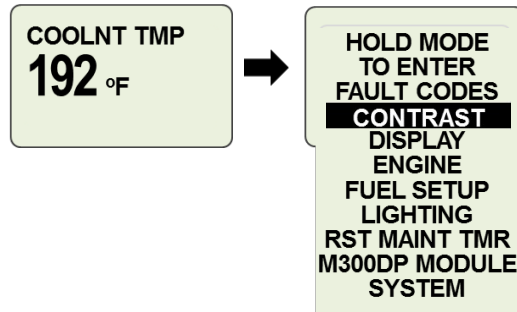 COOLNT TMP
192 °F
HOLD MODE
TO ENTER
FAULT CODES
CONTRAST
DISPLAY
ENGINE
FUEL SETUP
LIGHTING
RST MAINT TMR
M300DP MODULE
SYSTEM